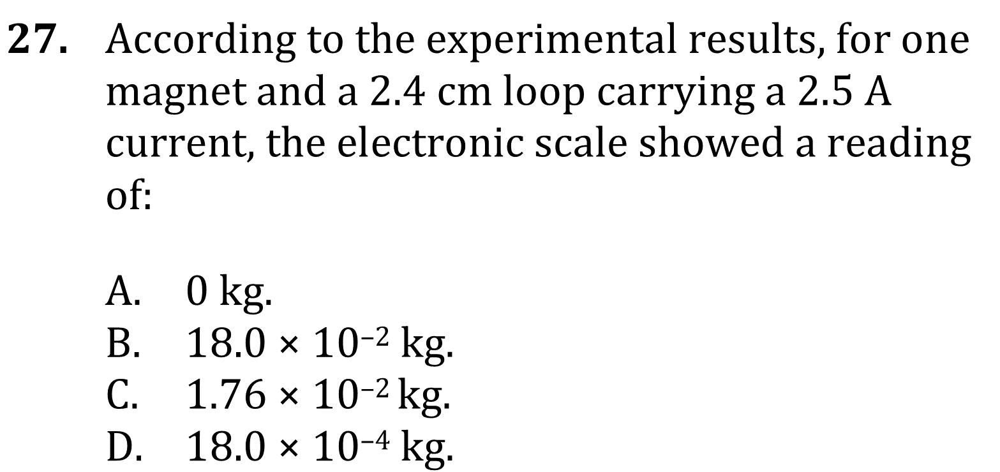 27. According to the experimental results, for one
magnet and a 2.4 cm loop carrying a 2.5 A
current, the electronic scale showed a reading
of:
A. 0 kg.
B. 18.0 × 10⁻² kg.
C. 1.76 × 10⁻² kg.
D. 18.0 × 10⁻⁴ kg.